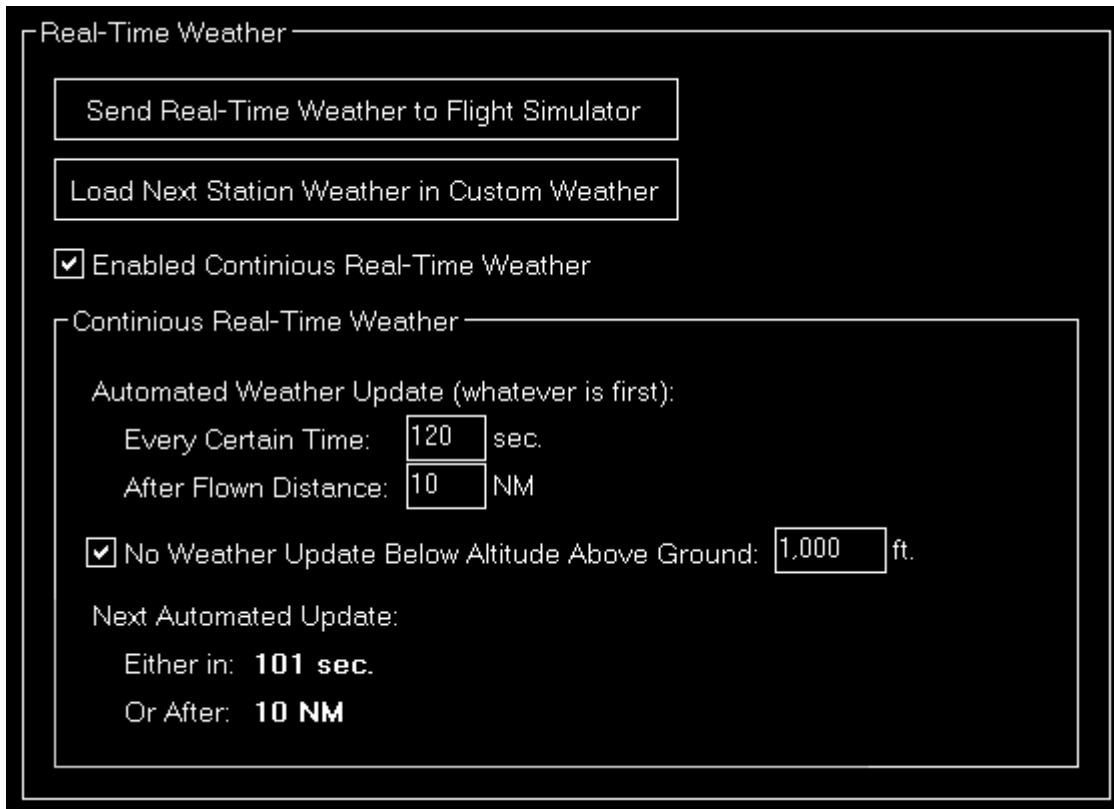 Real-Time Weather
Send Real-Time Weather to Flight Simulator
Load Next Station Weather in Custom Weather
Enabled Continious Real-Time Weather
Continious Real-Time Weather
Automated Weather Update (whatever is first):
Every Certain Time: 120 sec.
After Flown Distance: 10 NM
No Weather Update Below Altitude Above Ground: 1,000 ft.
Next Automated Update:
Either in: 101 sec.
Or After: 10 NM